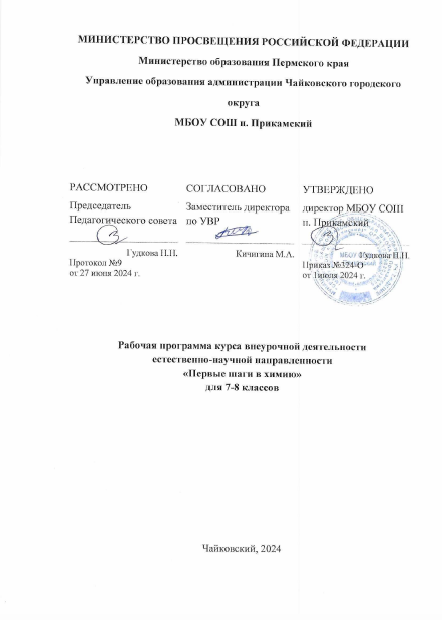 МИНИСТЕРСТВО ПРОСВЕЩЕНИЯ РОССИЙСКОЙ ФЕДЕРАЦИИ
Министерство образования Пермского края
Управление образования администрации Чайковского городского
округа
МБОУ СОШ п. Прикамский
РАССМОТРЕНО
Председатель
Педагогического совета
Гудкова Н.Н.
Протокол №9
от 27 июня 2024 г.
СОГЛАСОВАНО
Заместитель директора
по УВР
Кичигина М.А.
УТВЕРЖДЕНО
директор МБОУ СОШ
п. Прикамский
Гудкова Н.Н.
Приказ №324-О
от 1июля 2024 г.
Рабочая программа курса внеурочной деятельности
естественно-научной направленности
«Первые шаги в химию»
для 7-8 классов
Чайковский, 2024